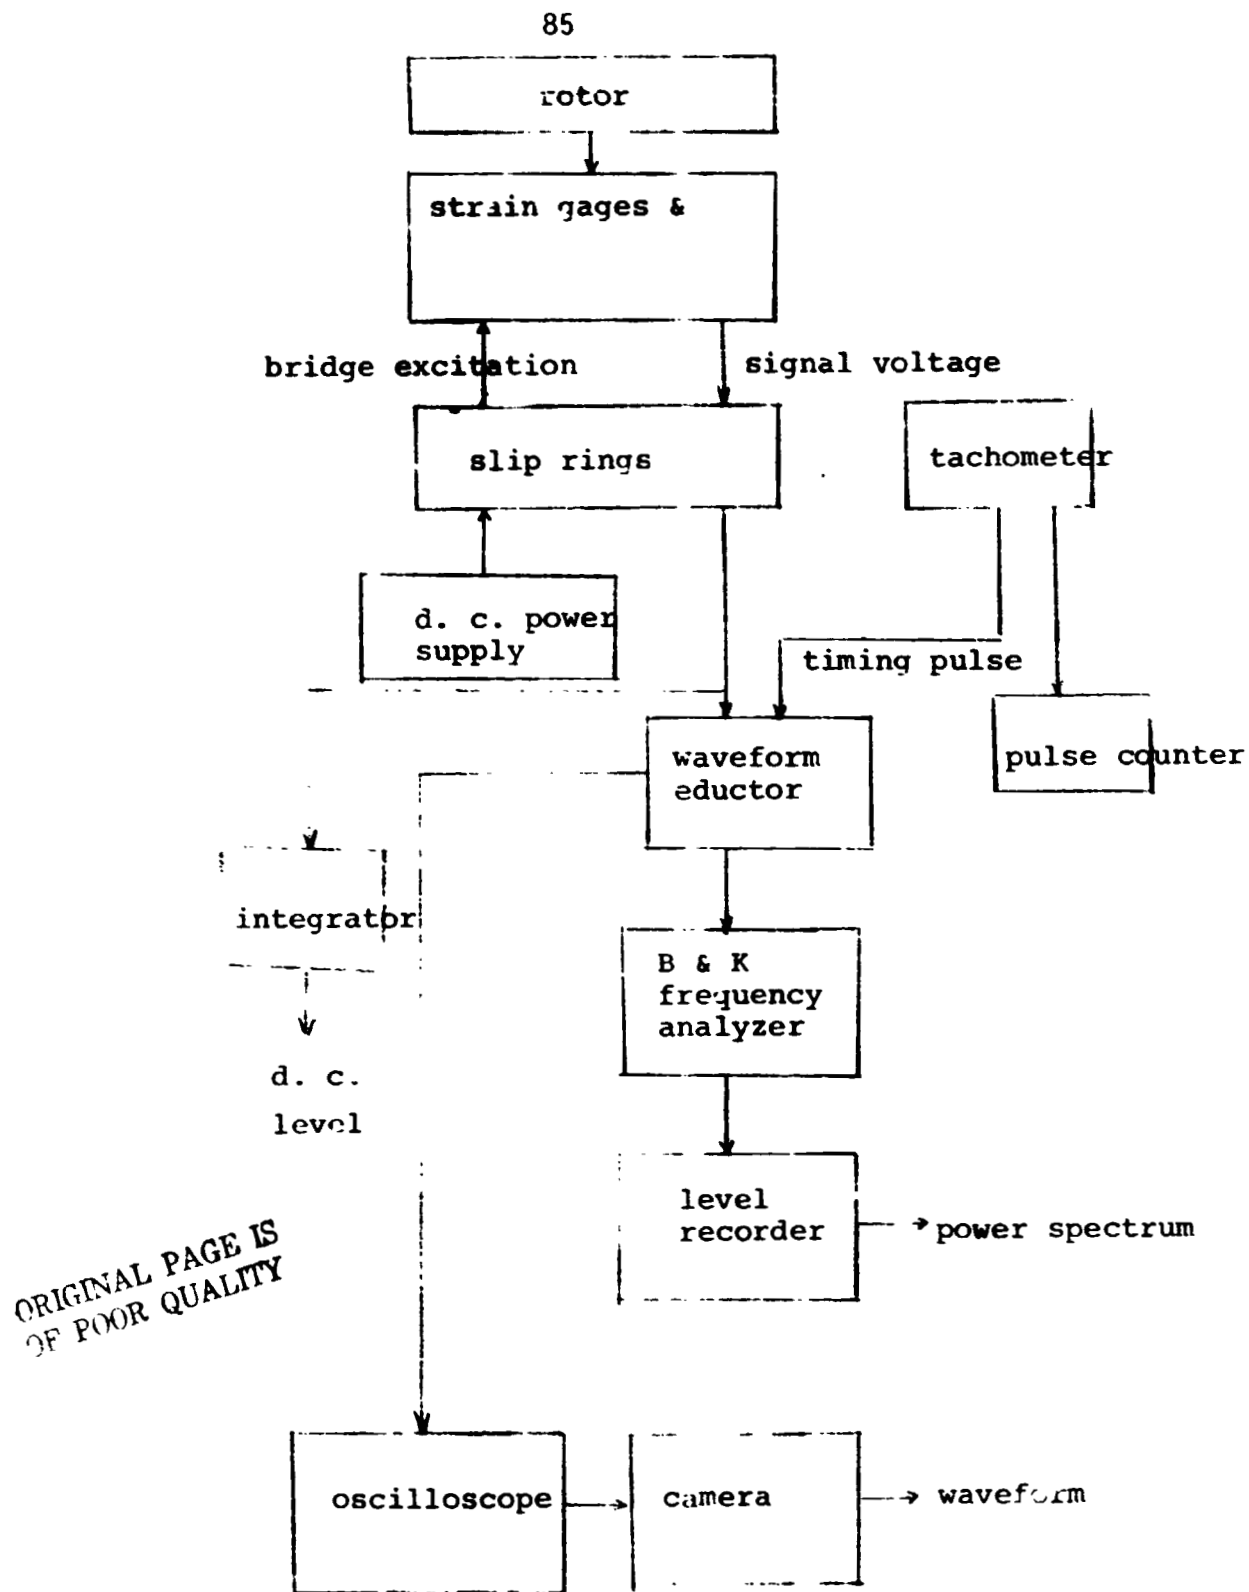 85
rotor
strain gages &
bridge excitation
signal voltage
slip rings
tachometer
d. c. power
supply
timing pulse
waveform
eductor
pulse counter
integrator
B & K
frequency
analyzer
d. c.
level
level
recorder
power spectrum
ORIGINAL PAGE IS
OF POOR QUALITY
oscilloscope
camera
waveform